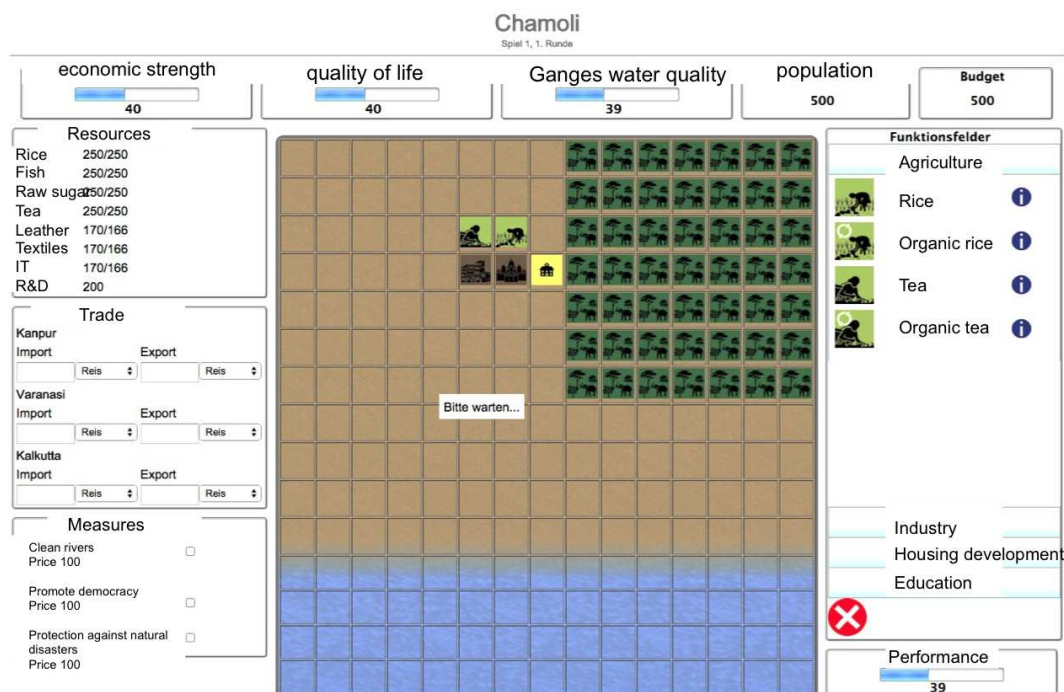 Chamoli
Spiel 1, 1. Runde
economic strength
40
quality of life
40
Ganges water quality
39
population
500
Budget
500
Resources
Rice 250/250
Fish 250/250
Raw sugar 250/250
Tea 250/250
Leather 170/166
Textiles 170/166
IT 170/166
R&D 200
Trade
Kanpur
Import Export
Reis Reis
Varanasi
Import Export
Reis Reis
Kalkutta
Import Export
Reis Reis
Measures
Clean rivers
Price 100
Promote democracy
Price 100
Protection against natural
disasters
Price 100
Bitte warten...
Funktionsfelder
Agriculture
Rice
Organic rice
Tea
Organic tea
Industry
Housing development
Education
Performance
39